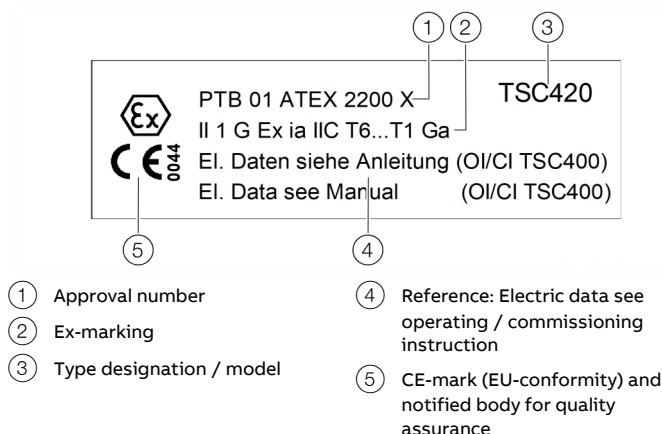 1 2 3
PTB 01 ATEX 2200 X TSC420
Ex II 1 G Ex ia IIC T6...T1 Ga
CE 0044 El. Daten siehe Anleitung (OI/CI TSC400)
El. Data see Manual (OI/CI TSC400)
5 4
1 Approval number
2 Ex-marking
3 Type designation / model
4 Reference: Electric data see
operating / commissioning
instruction
5 CE-mark (EU-conformity) and
notified body for quality
assurance